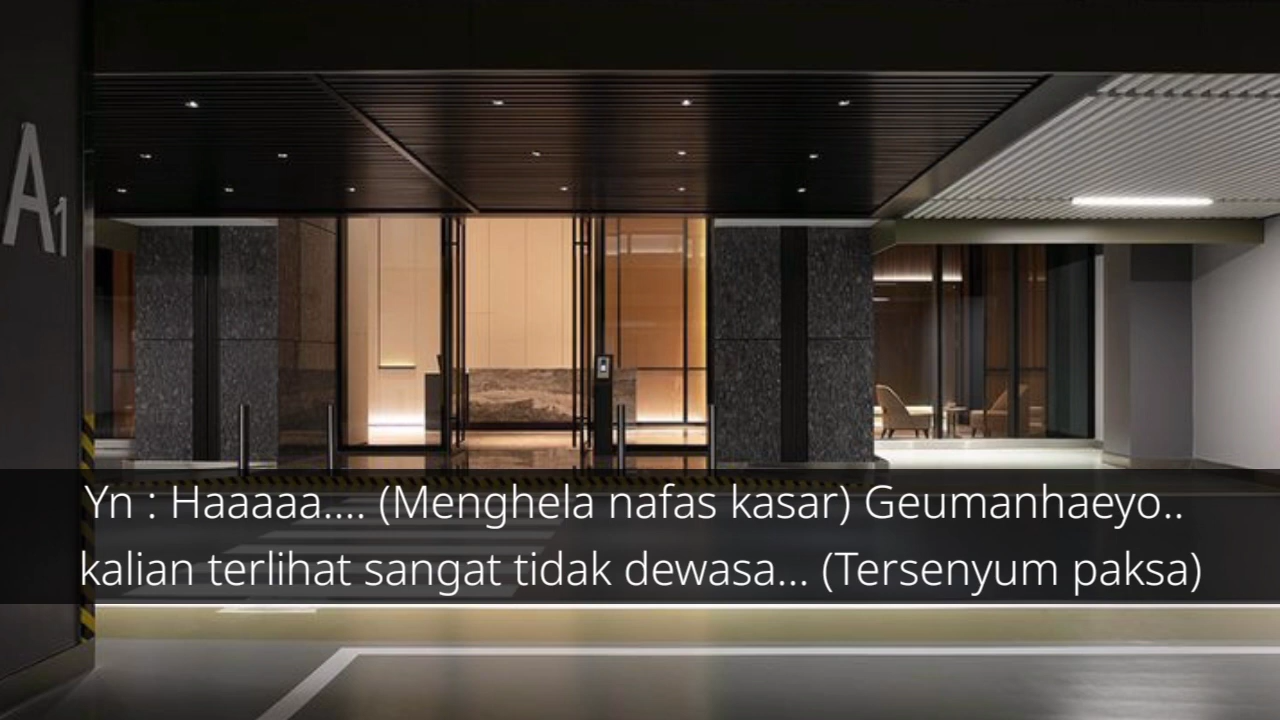 A1
Yn : Haaaaa.... (Menghela nafas kasar) Geumanhaeyo..
kalian terlihat sangat tidak dewasa... (Tersenyum paksa)